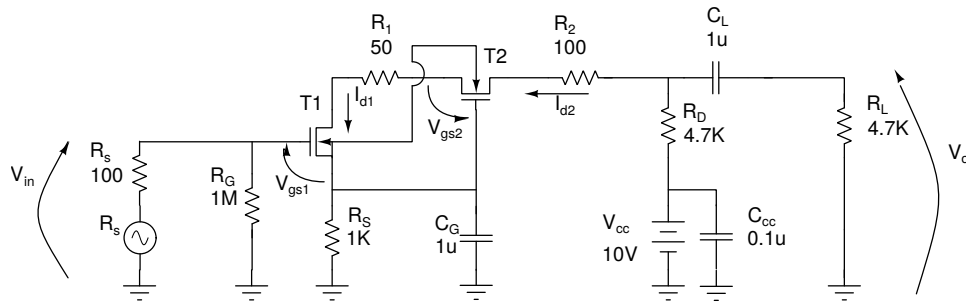 R1
50
T2
R2
100
CL
1u
T1
Id1
Vgs2
Id2
RD
4.7K
RL
4.7K
Vin
Rs
100
Rs
RG
1M
Vgs1
RS
1K
CG
1u
Vcc
10V
Ccc
0.1u